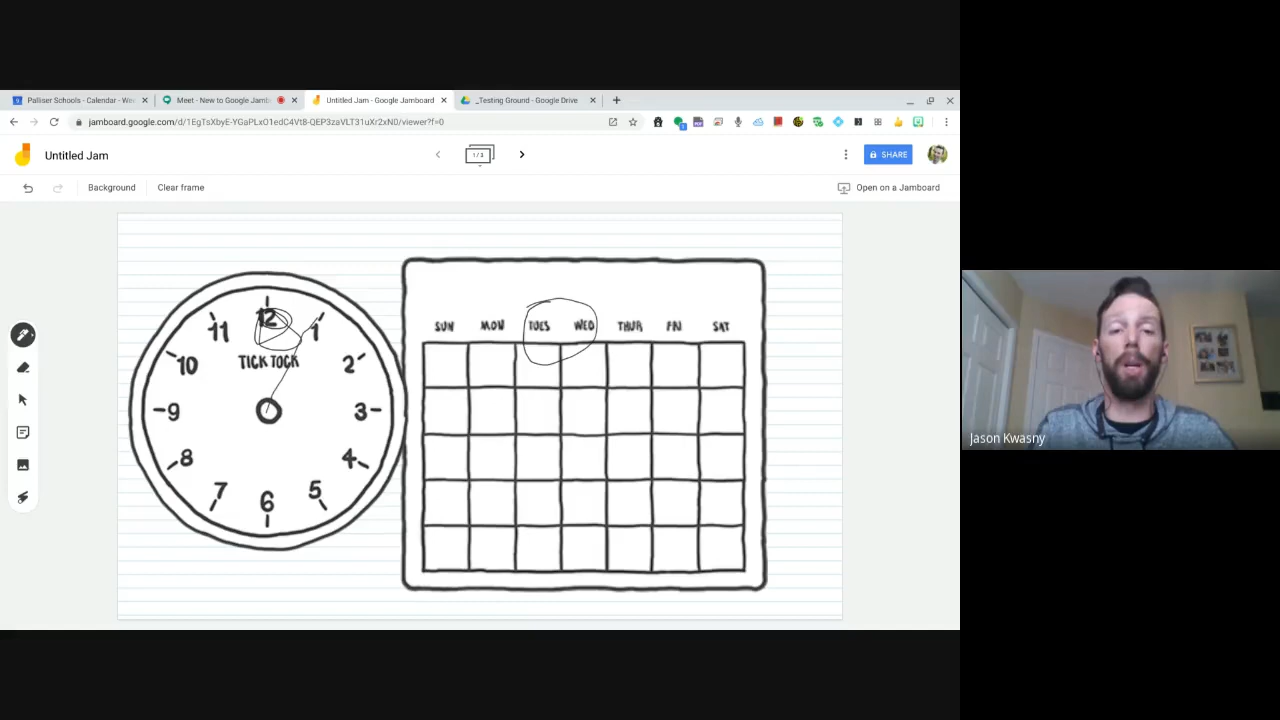 Palliser Schools - Calendar - We
Meet - New to Google Jamb
Untitled Jam - Google Jamboard
_Testing Ground - Google Drive
jamboard.google.com/d/1EgTsXbyE-YGaPLxO1edC4Vt8-QEP3zaVLT31uXr2xN0/viewer?f=0
Untitled Jam
1 / 3
SHARE
Background
Clear frame
Open on a Jamboard
12
11
1
10
2
TICK TOCK
9
3
8
4
7
5
6
SUN MON TUES WED THUR FRI SAT
Jason Kwasny